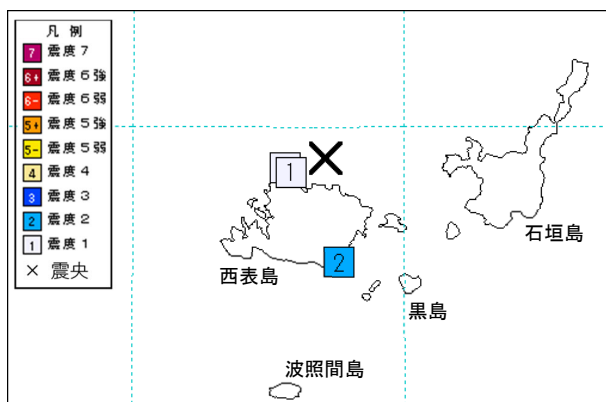 凡 例
7 震度７
6+ 震度６強
6- 震度６弱
5+ 震度５強
5- 震度５弱
4 震度４
3 震度３
2 震度２
1 震度１
× 震央
1
2
石垣島
西表島
黒島
波照間島